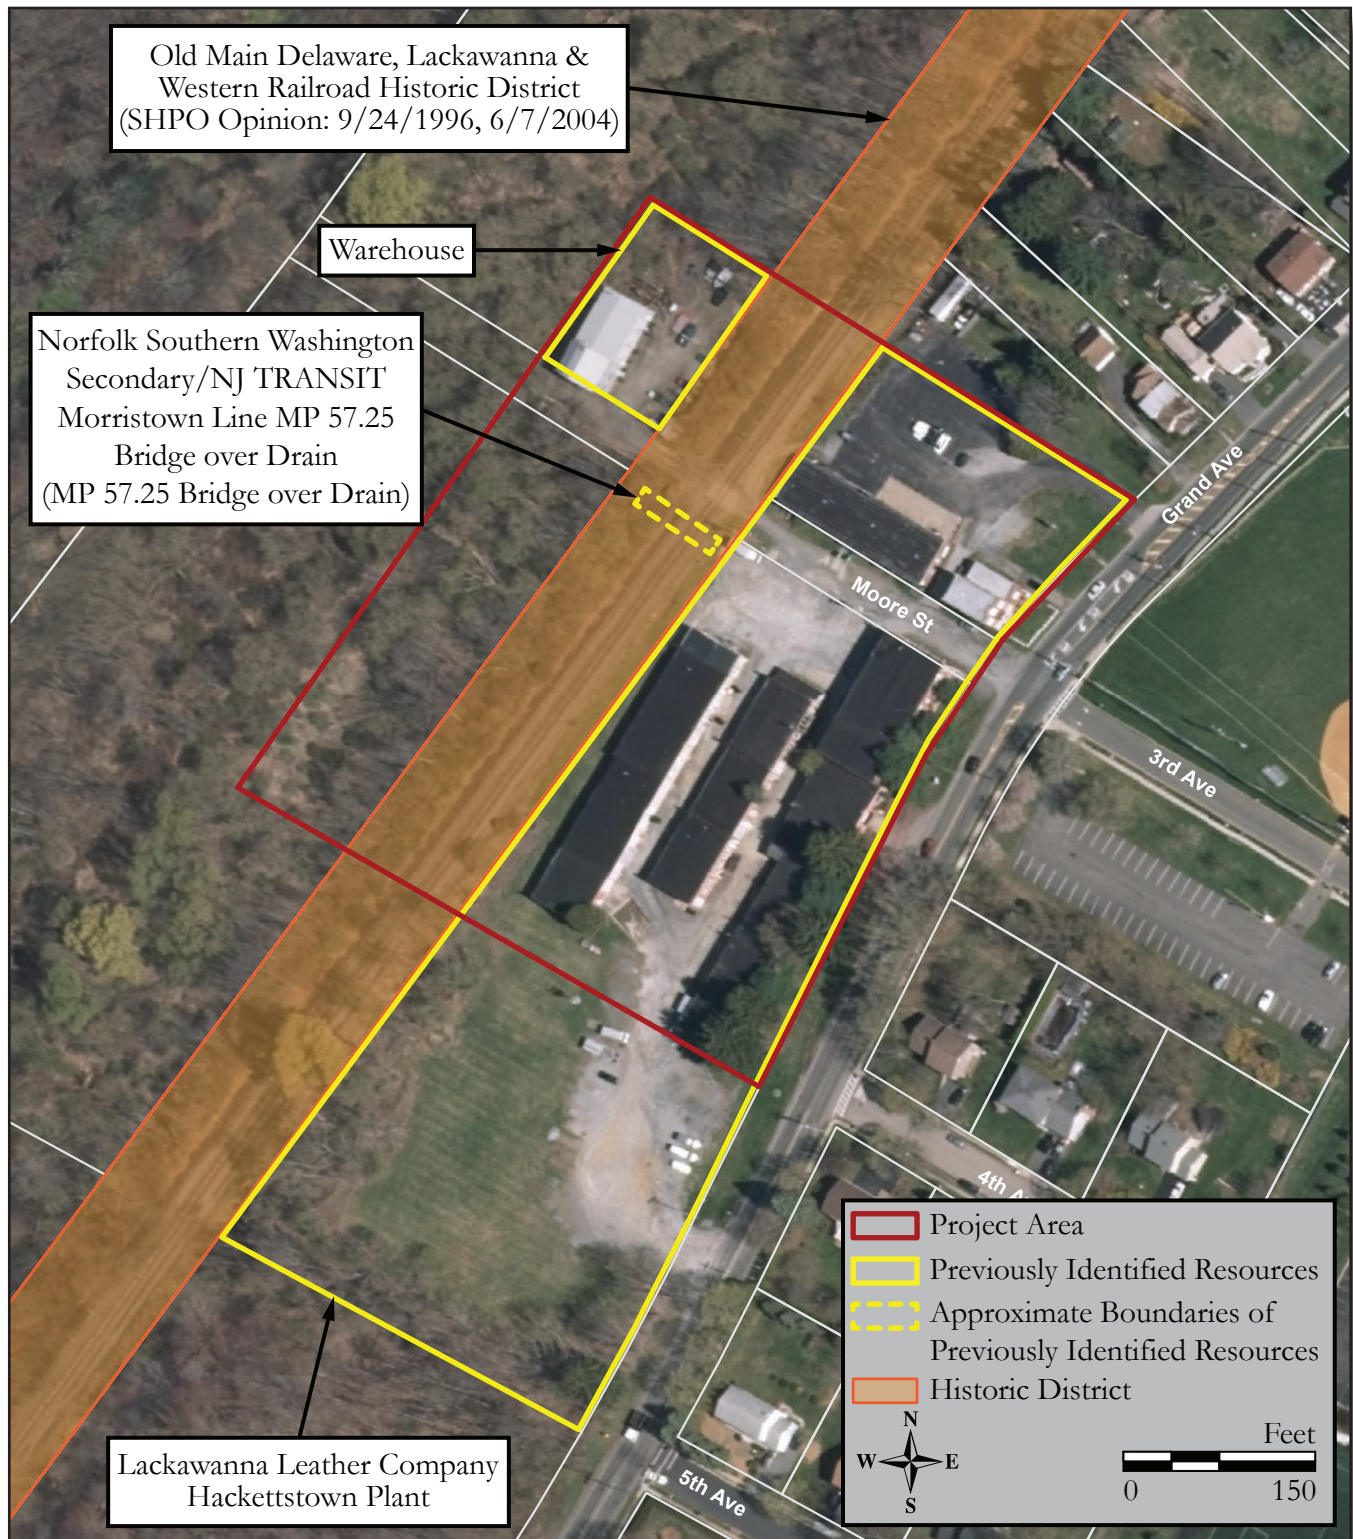 Old Main Delaware, Lackawanna &
Western Railroad Historic District
(SHPO Opinion: 9/24/1996, 6/7/2004)
Warehouse
Norfolk Southern Washington
Secondary/NJ TRANSIT
Morristown Line MP 57.25
Bridge over Drain
(MP 57.25 Bridge over Drain)
Grand Ave
Moore St
3rd Ave
4th A
Project Area
Previously Identified Resources
Approximate Boundaries of
Previously Identified Resources
Historic District
N
W E
S
Feet
0 150
Lackawanna Leather Company
Hackettstown Plant
5th Ave